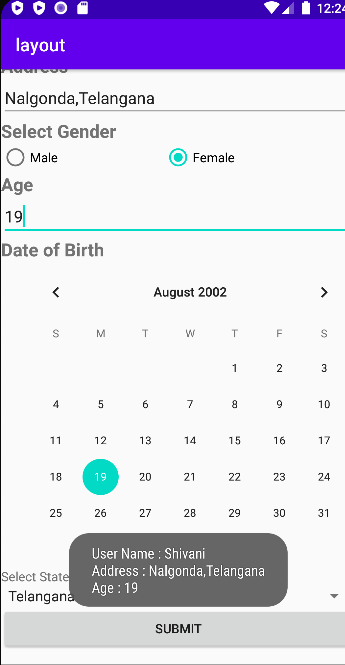 12:24
layout
Address
Nalgonda,Telangana
Select Gender
Male Female
Age
19
Date of Birth
August 2002
S M T W T F S
1 2 3
4 5 6 7 8 9 10
11 12 13 14 15 16 17
18 19 20 21 22 23 24
25 26 27 28 29 30 31
User Name : Shivani
Address : Nalgonda,Telangana
Age : 19
Select State
Telangana
SUBMIT